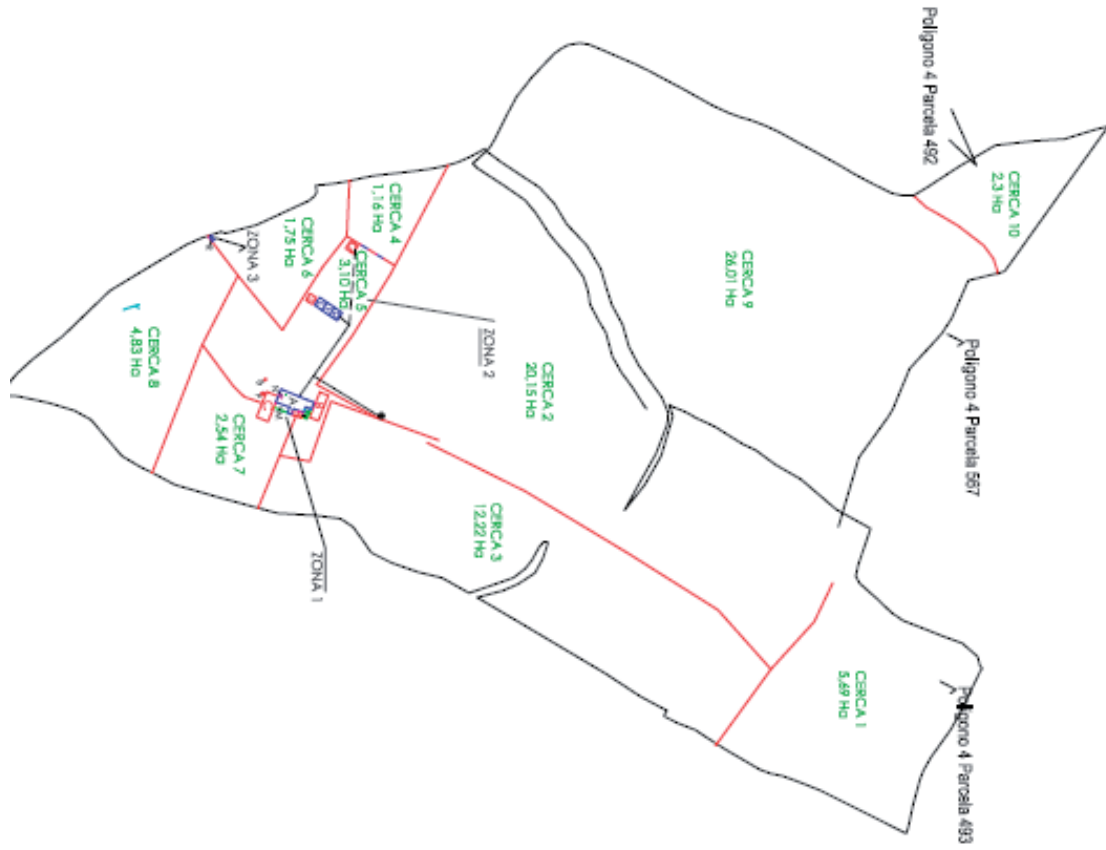 Polígono 4 Parcela 492
CERCA 10
2,3 Ha
CERCA 4
1,16 Ha
CERCA 9
26,01 Ha
CERCA 6
1,75 Ha
ZONA 3
CERCA 5
3,10 Ha
ZONA 2
Polígono 4 Parcela 567
CERCA 8
4,83 Ha
CERCA 2
20,15 Ha
CERCA 7
2,54 Ha
CERCA 3
12,22 Ha
ZONA 1
CERCA 1
5,69 Ha
Polígono 4 Parcela 493